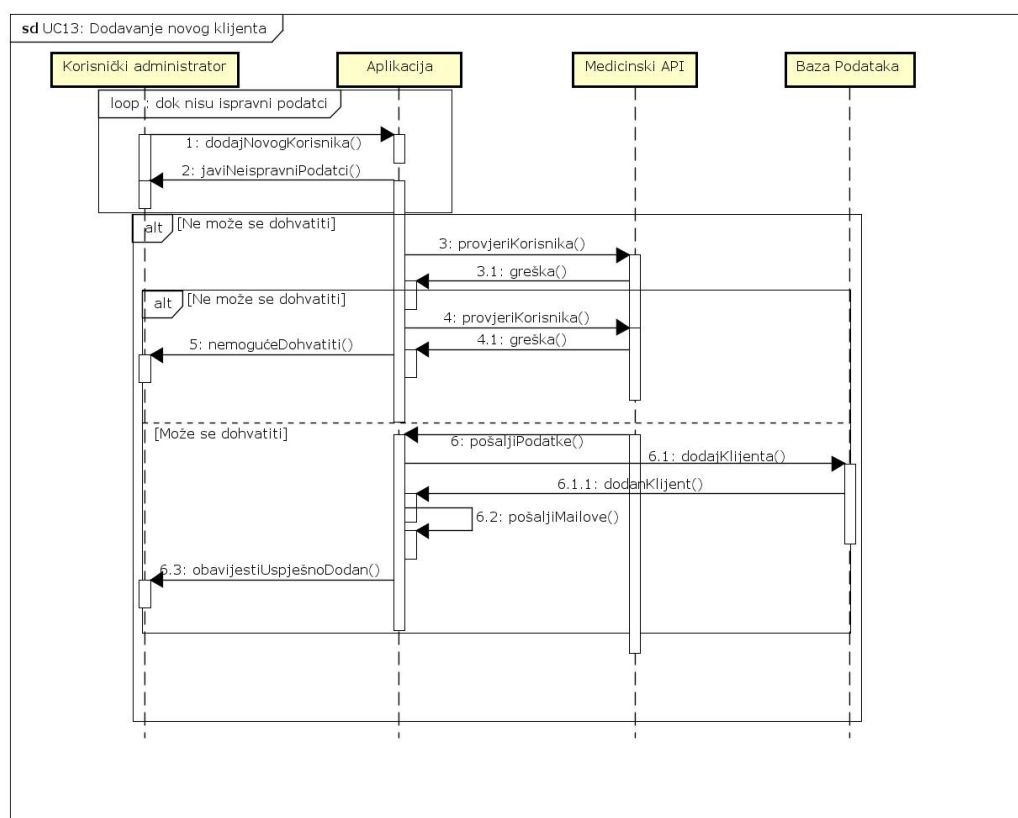 sd UC13: Dodavanje novog klijenta
Korisnički administrator
Aplikacija
Medicinski API
Baza Podataka
loop : dok nisu ispravni podatci
1: dodajNovogKorisnika()
2: javiNeispravniPodatci()
alt [Ne može se dohvatiti]
3: provjeriKorisnika()
3.1: greška()
alt [Ne može se dohvatiti]
4: provjeriKorisnika()
4.1: greška()
5: nemogućeDohvatiti()
[Može se dohvatiti]
6: pošaljiPodatke()
6.1: dodajKlijenta()
6.1.1: dodanKlijent()
6.2: pošaljiMailove()
6.3: obavijestiUspješnoDodan()